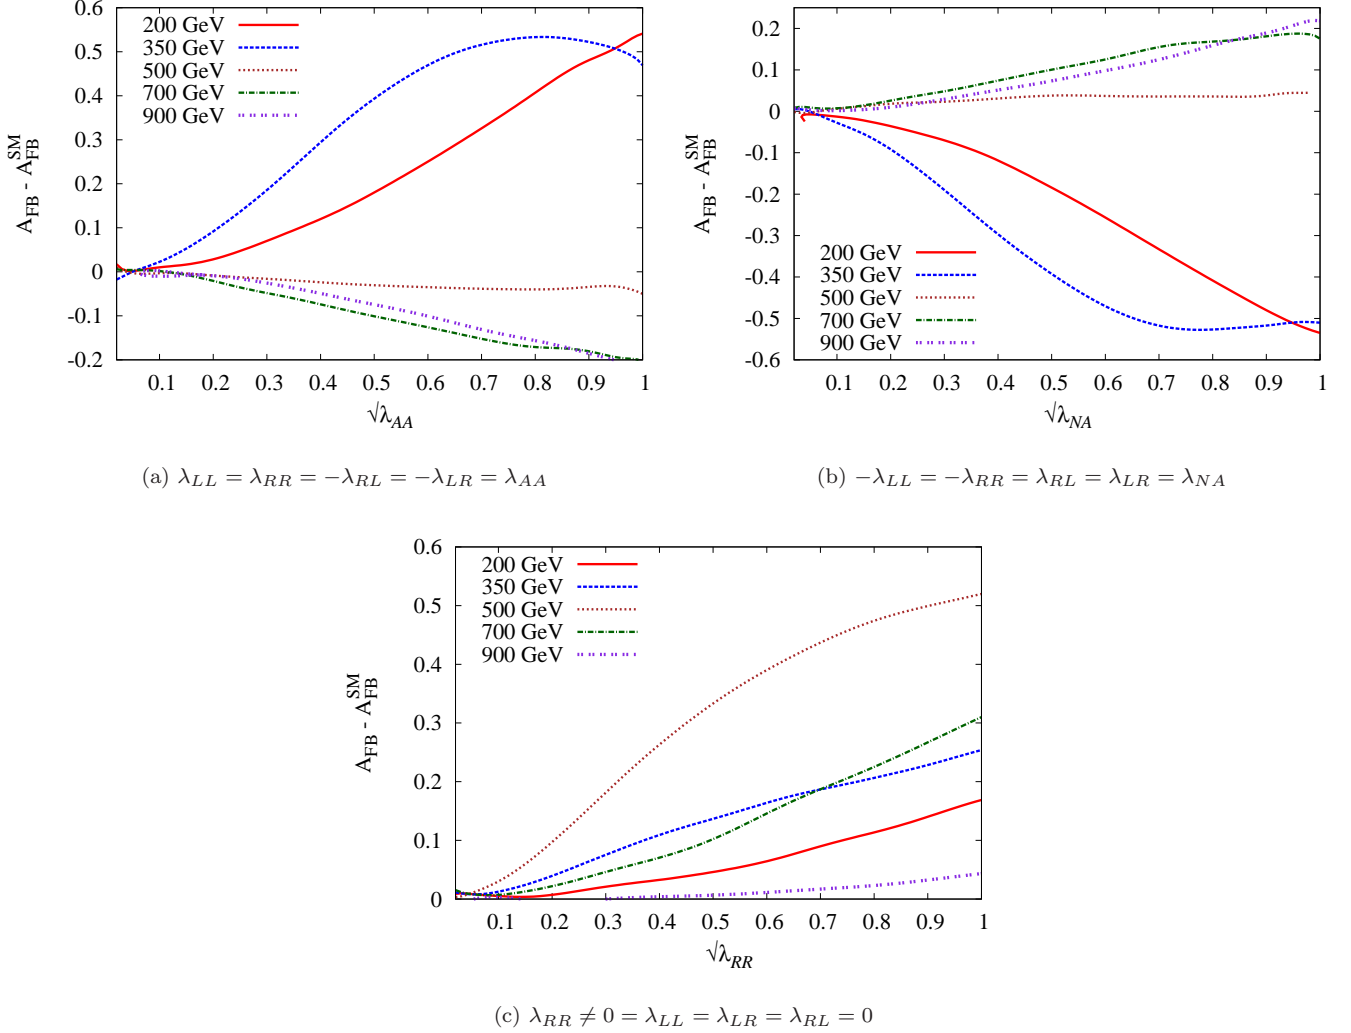 0.6
0.5
0.4
0.3
0.2
0.1
0
-0.1
-0.2
A_FB - A_FB^SM
200 GeV
350 GeV
500 GeV
700 GeV
900 GeV
0.1 0.2 0.3 0.4 0.5 0.6 0.7 0.8 0.9 1
√λ_AA
(a) λ_LL = λ_RR = −λ_RL = −λ_LR = λ_AA
0.2
0.1
0
-0.1
-0.2
-0.3
-0.4
-0.5
-0.6
A_FB - A_FB^SM
200 GeV
350 GeV
500 GeV
700 GeV
900 GeV
0.1 0.2 0.3 0.4 0.5 0.6 0.7 0.8 0.9 1
√λ_NA
(b) −λ_LL = −λ_RR = λ_RL = λ_LR = λ_NA
0.6
0.5
0.4
0.3
0.2
0.1
0
A_FB - A_FB^SM
200 GeV
350 GeV
500 GeV
700 GeV
900 GeV
0.1 0.2 0.3 0.4 0.5 0.6 0.7 0.8 0.9 1
√λ_RR
(c) λ_RR ≠ 0 = λ_LL = λ_LR = λ_RL = 0